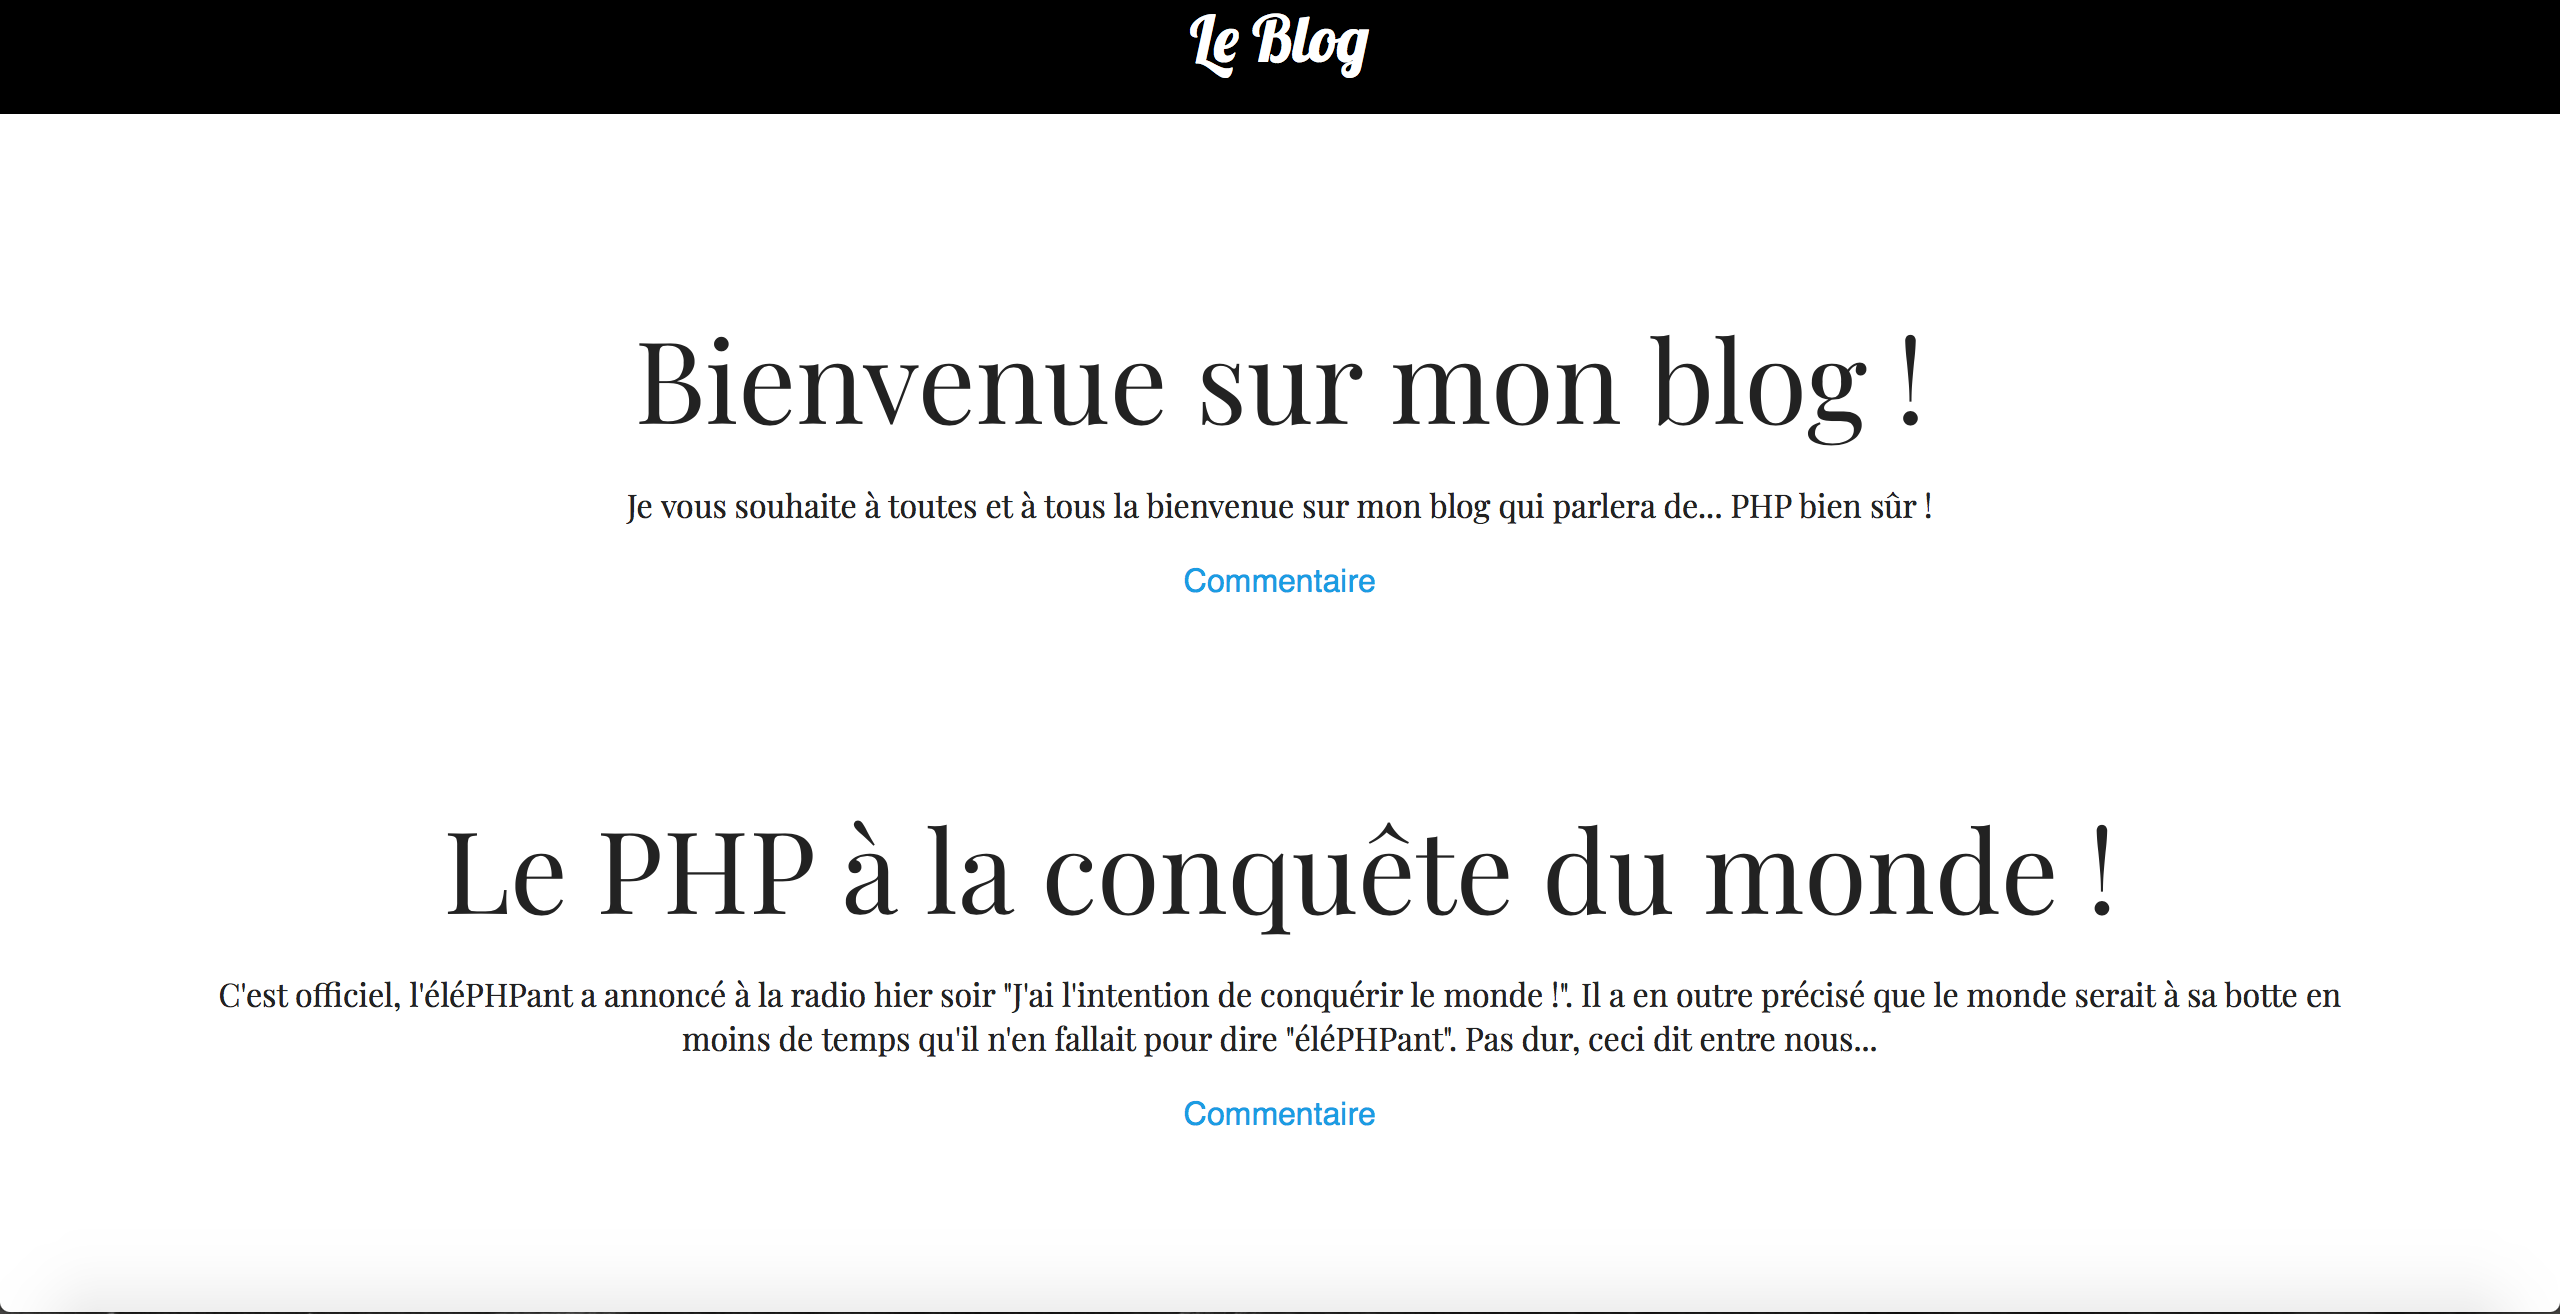 Le Blog
Bienvenue sur mon blog !
Je vous souhaite à toutes et à tous la bienvenue sur mon blog qui parlera de... PHP bien sûr !
Commentaire
Le PHP à la conquête du monde !
C'est officiel, l'éléPHPant a annoncé à la radio hier soir "J'ai l'intention de conquérir le monde !". Il a en outre précisé que le monde serait à sa botte en
moins de temps qu'il n'en fallait pour dire "éléPHPant". Pas dur, ceci dit entre nous...
Commentaire